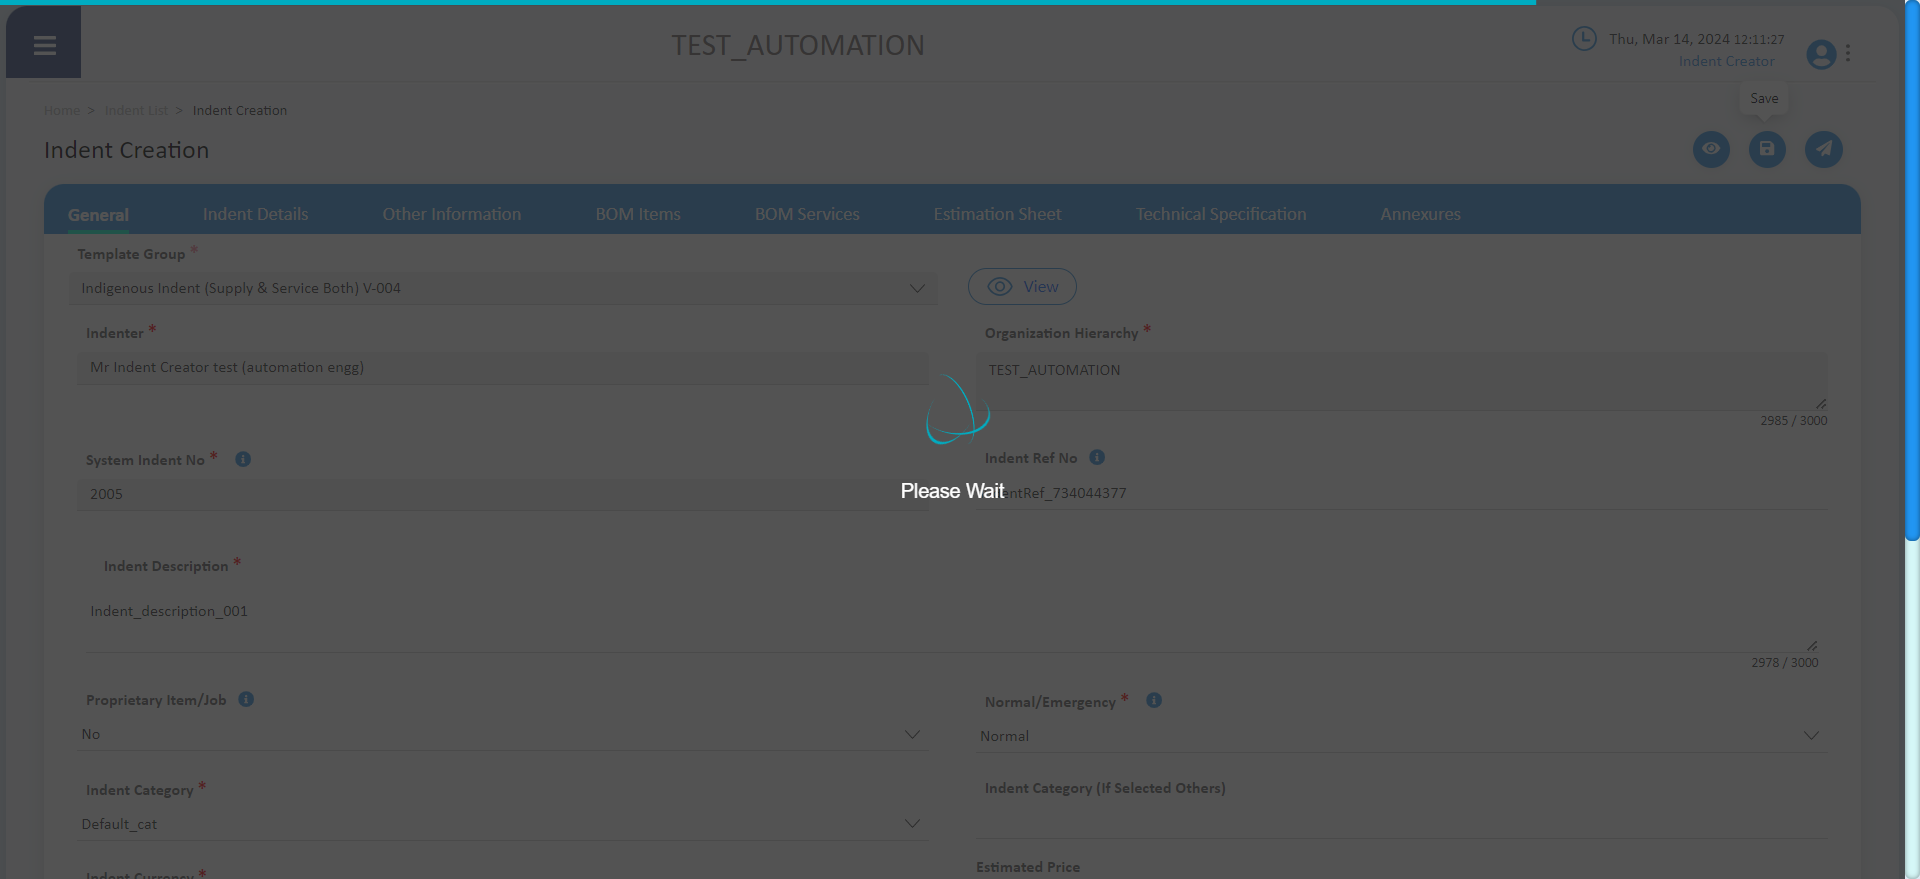 TEST_AUTOMATION
Thu, Mar 14, 2024 12:11:27
Indent Creator
Home > Indent List > Indent Creation
Save
Indent Creation
General Indent Details Other Information BOM Items BOM Services Estimation Sheet Technical Specification Annexures
Template Group *
Indigenous Indent (Supply & Service Both) V-004
View
Indenter *
Organization Hierarchy *
Mr Indent Creator test (automation engg)
TEST_AUTOMATION
2985 / 3000
System Indent No *
Indent Ref No
2005
entRef_734044377
Please Wait
Indent Description *
Indent_description_001
2978 / 3000
Proprietary Item/Job
Normal/Emergency *
No
Normal
Indent Category *
Indent Category (If Selected Others)
Default_cat
Estimated Price
Indent Currency *